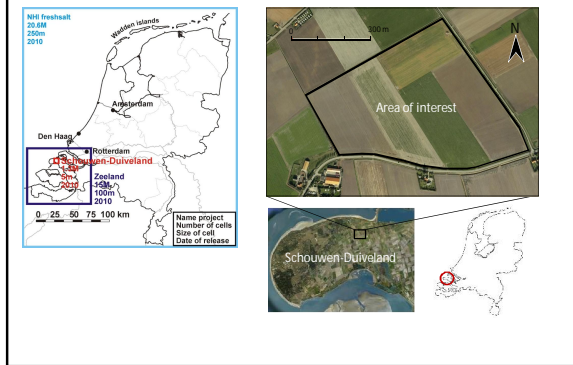 NHI freshsalt
20.6M
250m
2010
Wadden islands
Amsterdam
Den Haag
Rotterdam
Schouwen-Duiveland
5m
2010
Zeeland
100m
2010
0 25 50 75 100 km
Name project
Number of cells
Size of cell
Date of release
0 300 m
N
Area of interest
Schouwen-Duiveland